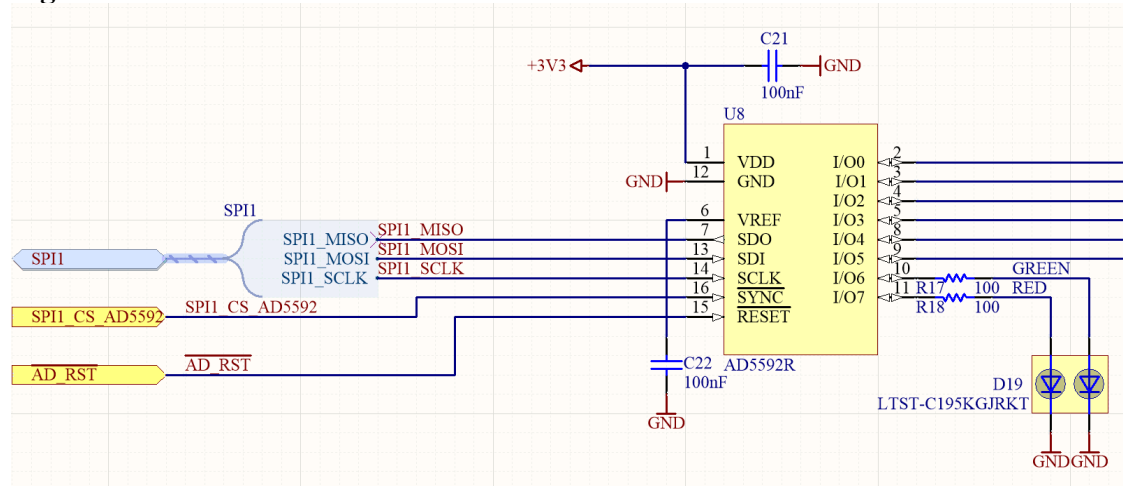 C21
+3V3
GND
100nF
U8
1
VDD
I/O0
2
12
GND
GND
I/O1
3
I/O2
4
6
VREF
I/O3
5
SPI1
SPI1_MISO
SPI1_MISO
7
SDO
I/O4
8
SPI1
SPI1_MOSI
SPI1_MOSI
13
SDI
I/O5
9
SPI1_SCLK
SPI1_SCLK
14
SCLK
I/O6
10
R17
100
GREEN
16
SYNC
I/O7
11
R18
100
RED
SPI1_CS_AD5592
SPI1_CS_AD5592
15
RESET
AD_RST
AD_RST
C22
100nF
AD5592R
D19
LTST-C195KGJRKT
GND
GND
GND